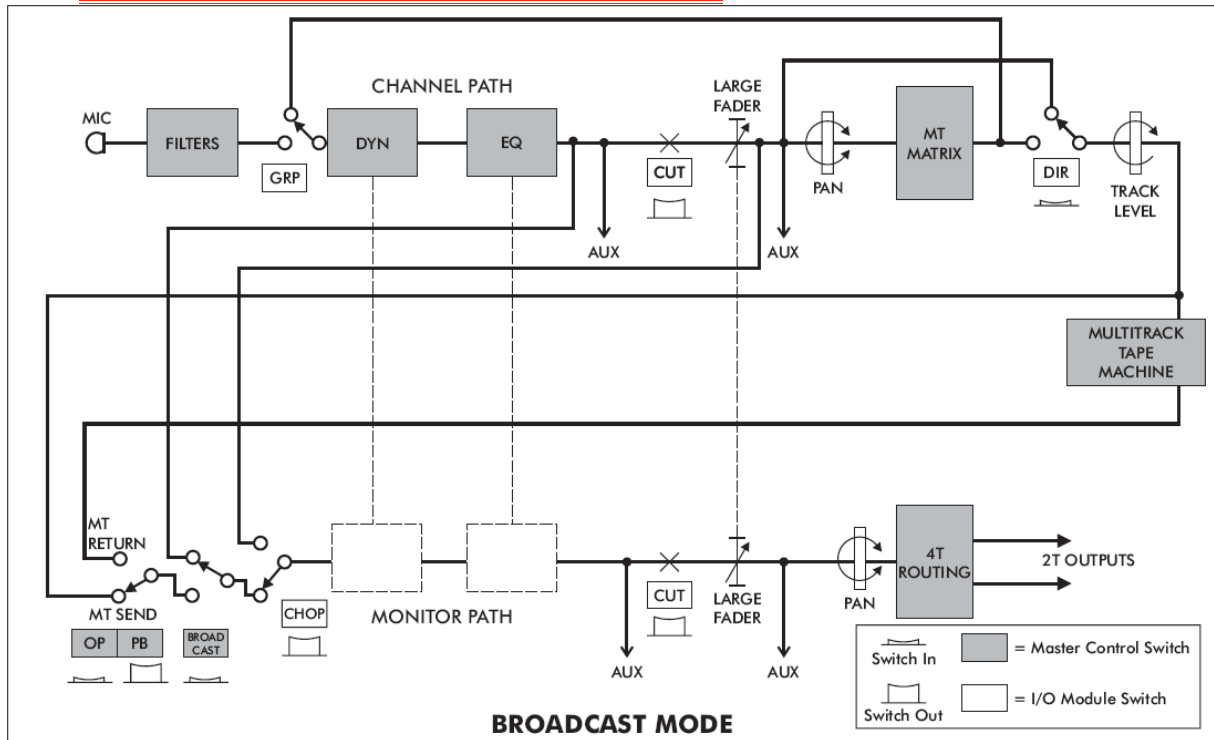 CHANNEL PATH
LARGE
FADER
MIC
FILTERS
GRP
DYN
EQ
CUT
AUX
AUX
PAN
MT
MATRIX
DIR
TRACK
LEVEL
MULTITRACK
TAPE
MACHINE
MT
RETURN
MT SEND
OP
PB
BROAD
CAST
CHOP
MONITOR PATH
AUX
CUT
LARGE
FADER
AUX
PAN
4T
ROUTING
2T OUTPUTS
Switch In
= Master Control Switch
Switch Out
= I/O Module Switch
BROADCAST MODE